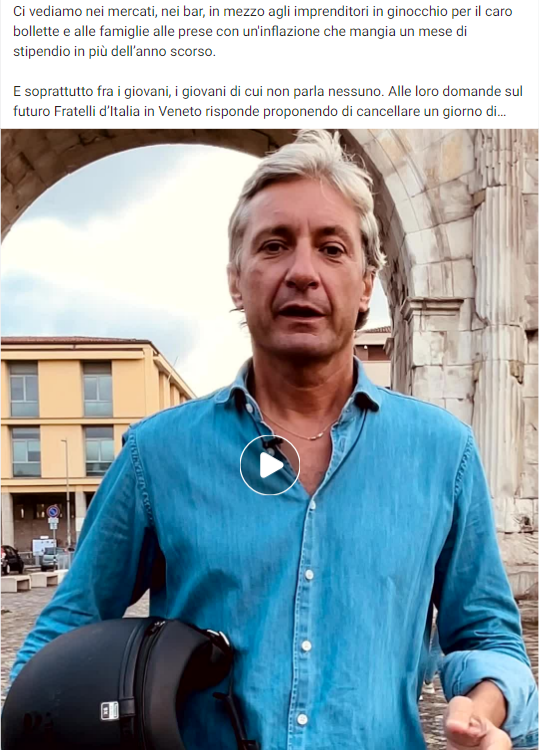 Ci vediamo nei mercati, nei bar, in mezzo agli imprenditori in ginocchio per il caro
bollette e alle famiglie alle prese con un'inflazione che mangia un mese di
stipendio in più dell’anno scorso.
E soprattutto fra i giovani, i giovani di cui non parla nessuno. Alle loro domande sul
futuro Fratelli d’Italia in Veneto risponde proponendo di cancellare un giorno di...